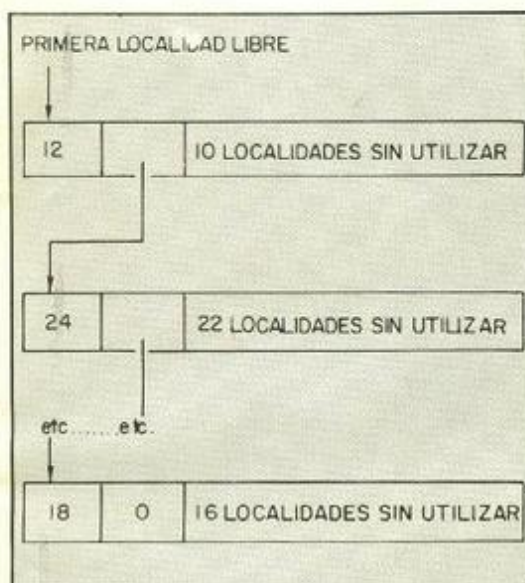 PRIMERA LOCALIDAD LIBRE
12 10 LOCALIDADES SIN UTILIZAR
24 22 LOCALIDADES SIN UTILIZAR
etc.......etc.
18 0 16 LOCALIDADES SIN UTILIZAR